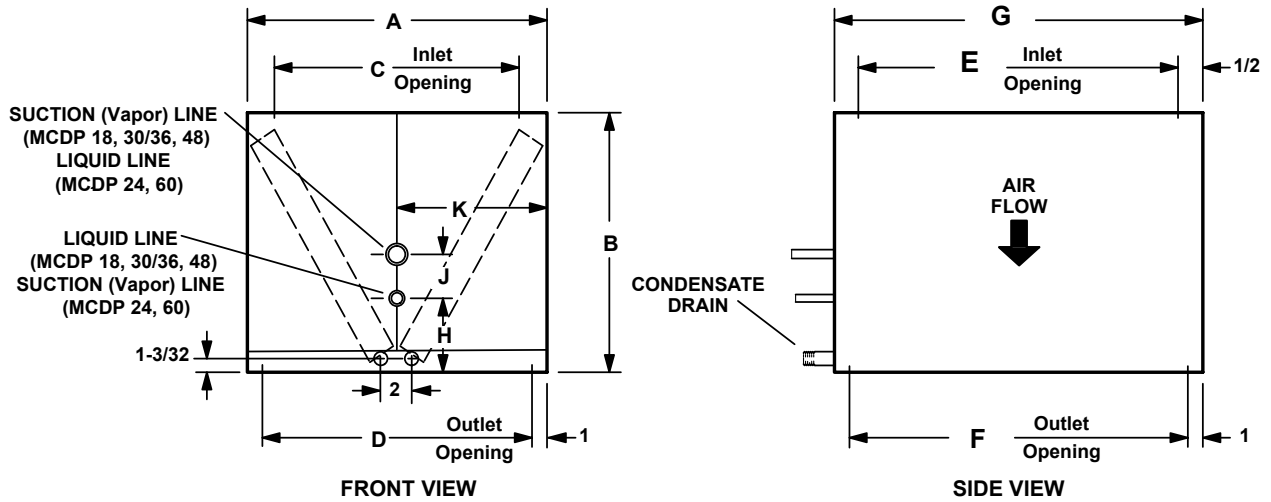 A
C Inlet
Opening
SUCTION (Vapor) LINE
(MCDP 18, 30/36, 48)
LIQUID LINE
(MCDP 24, 60)
K
B
LIQUID LINE
(MCDP 18, 30/36, 48)
SUCTION (Vapor) LINE
(MCDP 24, 60)
J
H
1-3/32
2
D Outlet
Opening
1
FRONT VIEW
G
E Inlet
Opening
1/2
AIR
FLOW
CONDENSATE
DRAIN
F Outlet
Opening
1
SIDE VIEW